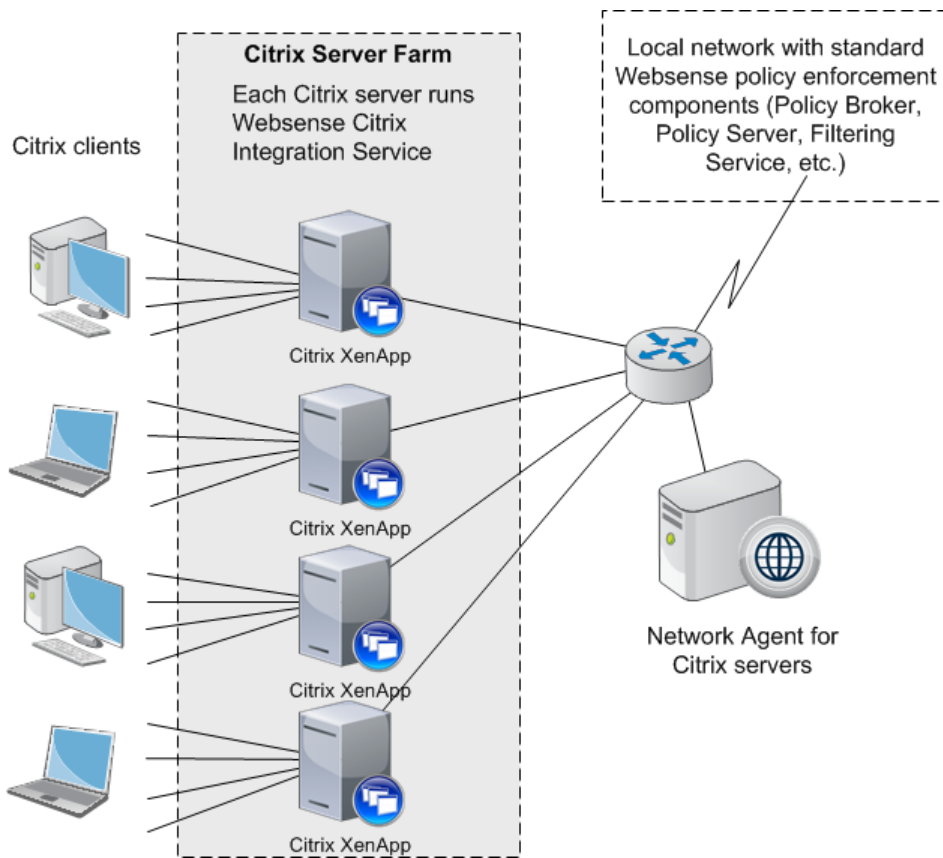 Citrix Server Farm
Each Citrix server runs
Websense Citrix
Integration Service
Local network with standard
Websense policy enforcement
components (Policy Broker,
Policy Server, Filtering
Service, etc.)
Citrix clients
Citrix XenApp
Citrix XenApp
Citrix XenApp
Citrix XenApp
Network Agent for
Citrix servers